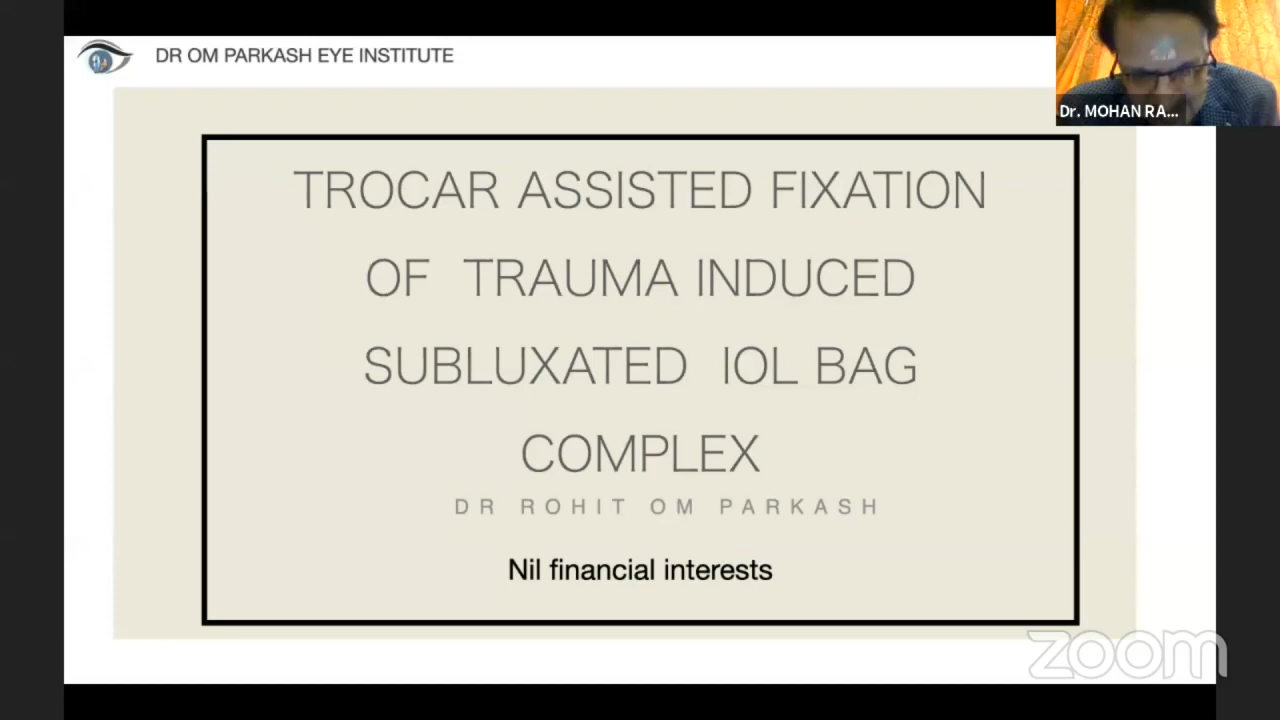 DR OM PARKASH EYE INSTITUTE
Dr. MOHAN RA...
TROCAR ASSISTED FIXATION
OF TRAUMA INDUCED
SUBLUXATED IOL BAG
COMPLEX
DR ROHIT OM PARKASH
Nil financial interests
zoom